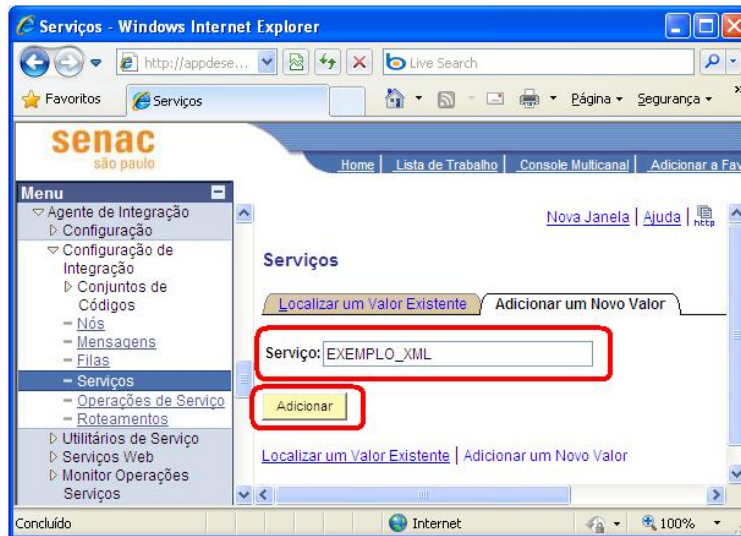 Serviços - Windows Internet Explorer
http://appdese...
Live Search
Favoritos
Serviços
Página
Segurança
»
senac
são paulo
Home | Lista de Trabalho | Console Multicanal | Adicionar a Fav
Menu
Agente de Integração
Configuração
Configuração de
Integração
Conjuntos de
Códigos
Nós
Mensagens
Filas
Serviços
Operações de Serviço
Roteamentos
Utilitários de Serviço
Serviços Web
Monitor Operações
Serviços
Nova Janela | Ajuda | http
Serviços
Localizar um Valor Existente
Adicionar um Novo Valor
Serviço: EXEMPLO_XML
Adicionar
Localizar um Valor Existente | Adicionar um Novo Valor
Concluído
Internet
100%